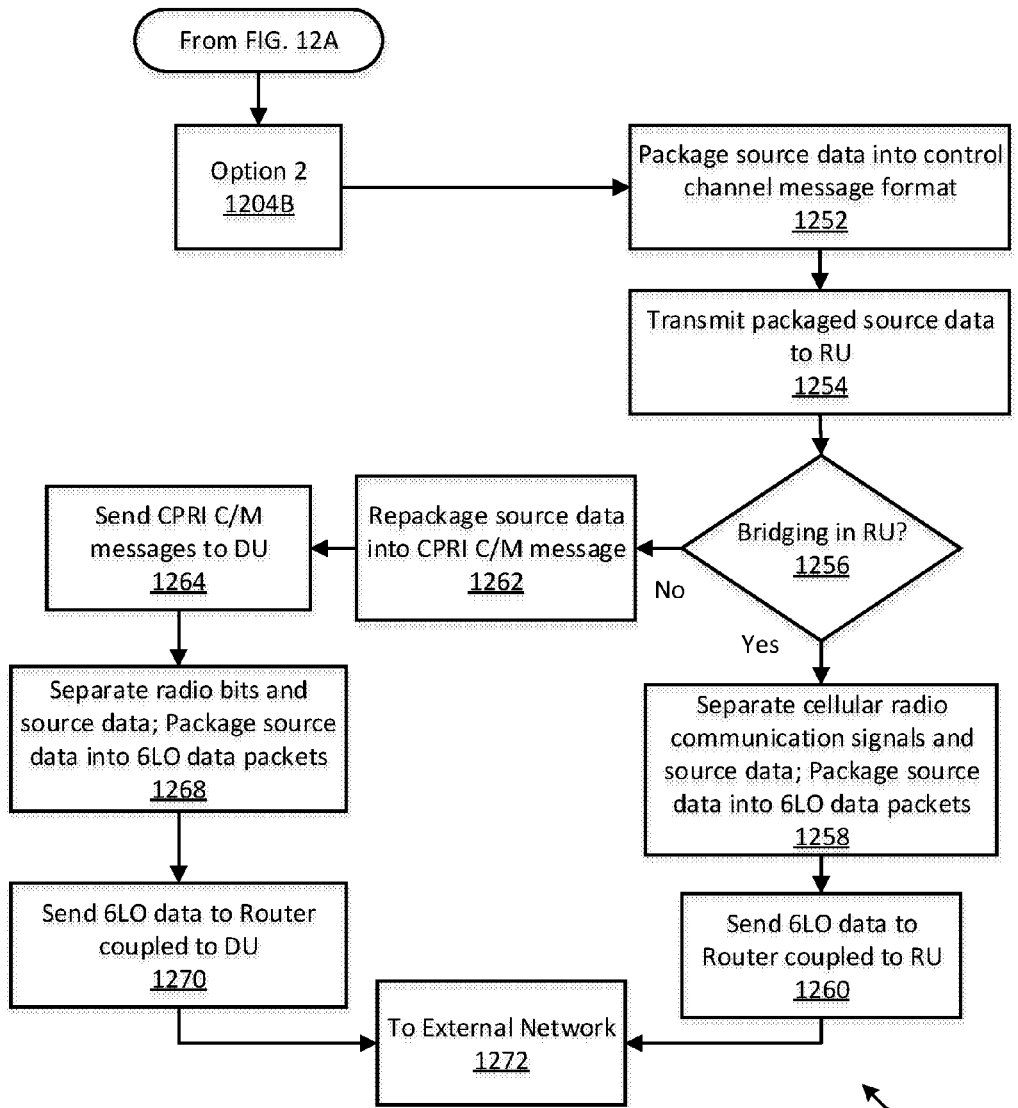 From FIG. 12A
Option 2
1204B
Package source data into control
channel message format
1252
Transmit packaged source data
to RU
1254
Bridging in RU?
1256
No
Yes
Repackage source data
into CPRI C/M message
1262
Send CPRI C/M
messages to DU
1264
Separate radio bits and
source data; Package source
data into 6LO data packets
1268
Separate cellular radio
communication signals and
source data; Package source
data into 6LO data packets
1258
Send 6LO data to Router
coupled to DU
1270
Send 6LO data to
Router coupled to RU
1260
To External Network
1272